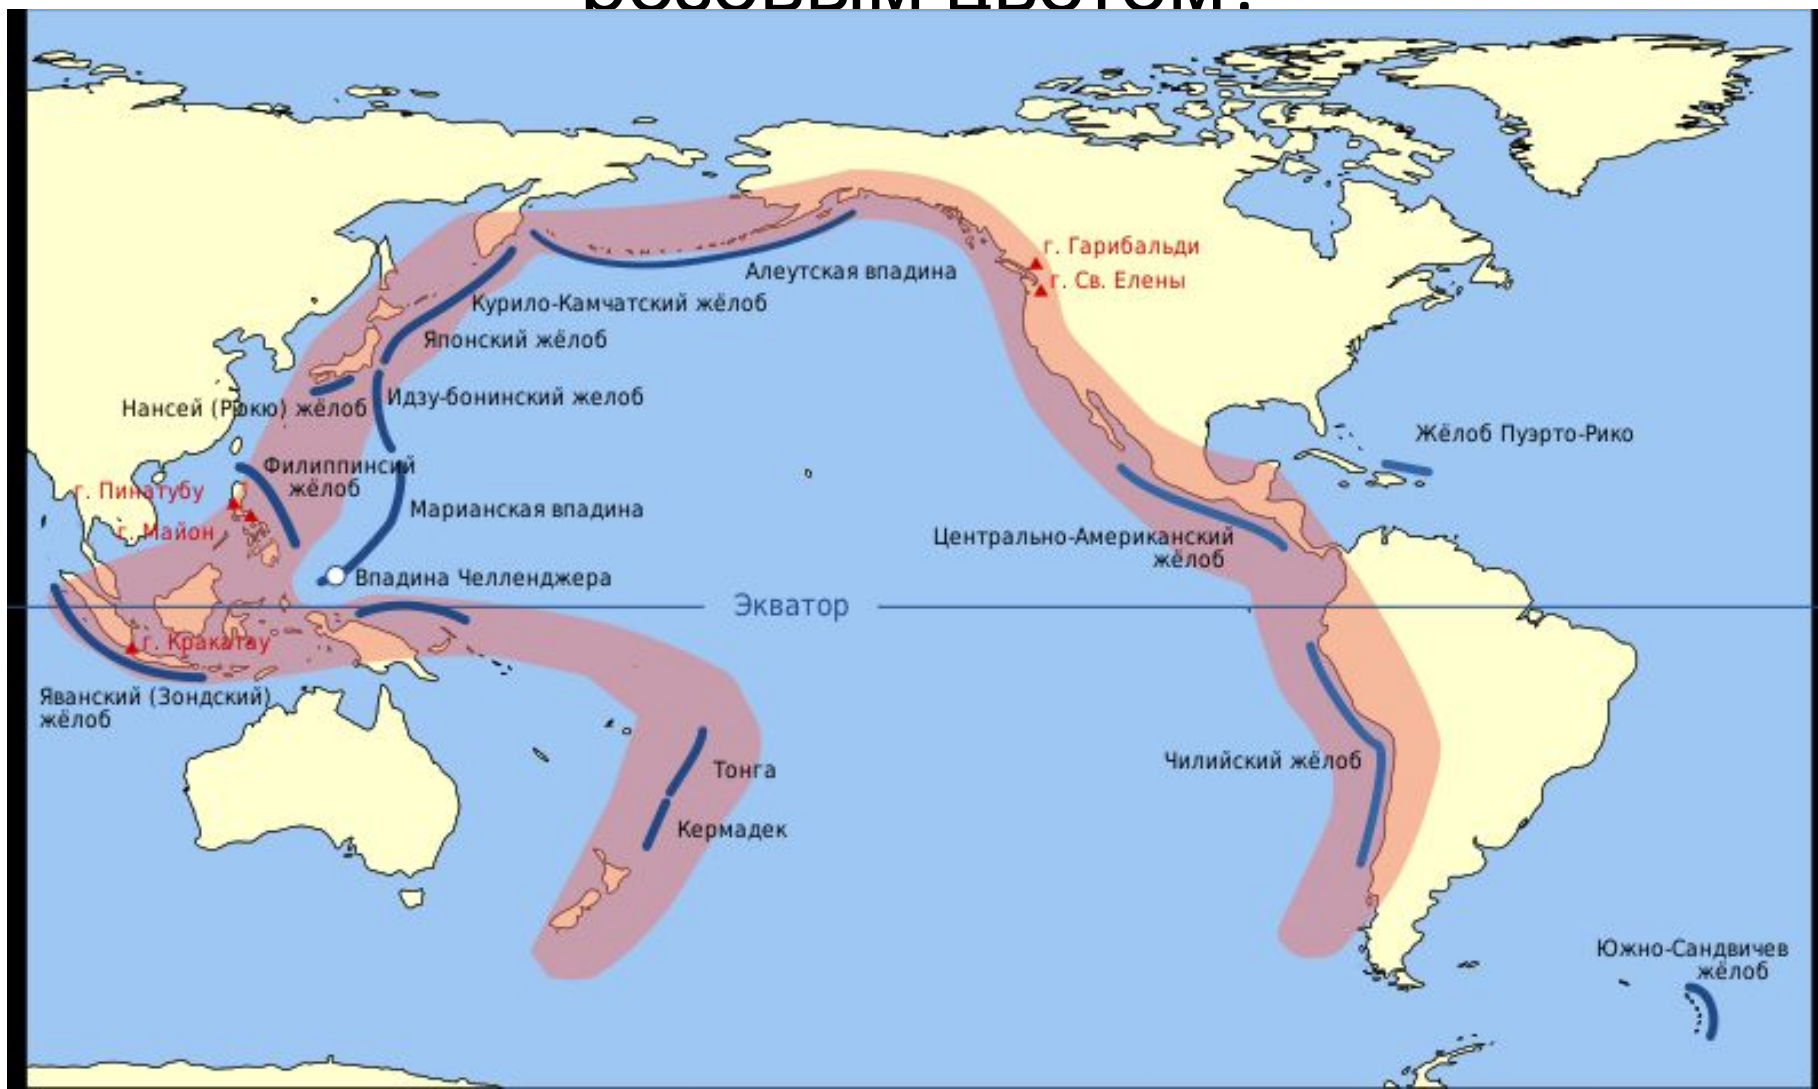 розовым цветом?
г. Гарибальди
г. Св. Елены
Алеутская впадина
Курило-Камчатский жёлоб
Японский жёлоб
Идзу-бонинский желоб
Нансей (Рюкю) жёлоб
Жёлоб Пуэрто-Рико
Филиппинсий
жёлоб
г. Пинатубу
Марианская впадина
г. Майон
Центрально-Американский
жёлоб
Впадина Челленджера
Экватор
г. Кракатау
Яванский (Зондский)
жёлоб
Чилийский жёлоб
Тонга
Кермадек
Южно-Сандвичев
жёлоб